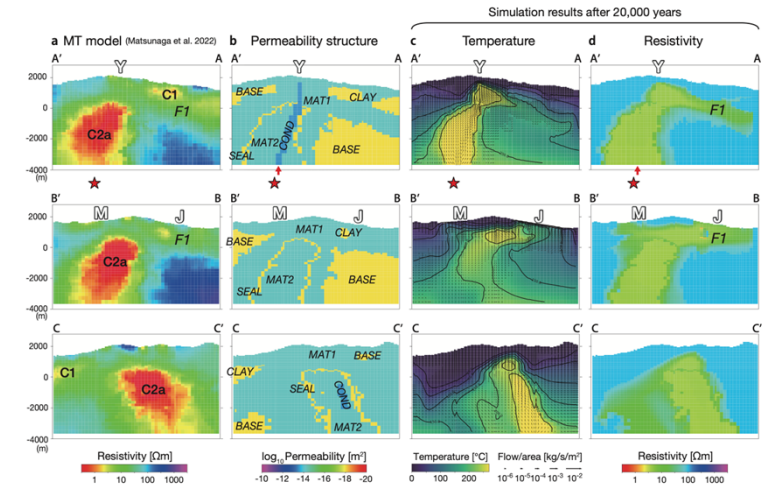 Simulation results after 20,000 years
a MT model (Matsunaga et al. 2022)
b Permeability structure
c Temperature
d Resistivity
A' Y A
A' Y A
A' Y A
A' Y A
2000
0
-2000
-4000
(m)
C1
F1
C2a
BASE
MAT1
CLAY
COND
MAT2
SEAL
BASE
F1
B' B
B' B
B' B
B' B
2000
0
-2000
-4000
(m)
M J
F1
C2a
M J
MAT1
CLAY
BASE
MAT2
BASE
SEAL
M J
M J
F1
C C'
C C'
C C'
C C'
2000
0
-2000
-4000
(m)
C1
C2a
MAT1
BASE
CLAY
SEAL
COND
BASE
MAT2
Resistivity [Ωm]
1 10 100 1000
log10 Permeability [m²]
-10 -12 -14 -16 -18 -20
Temperature [°C]
0 100 200
Flow/area [kg/s/m²]
10-6 10-5 10-4 10-3 10-2
Resistivity [Ωm]
1 10 100 1000